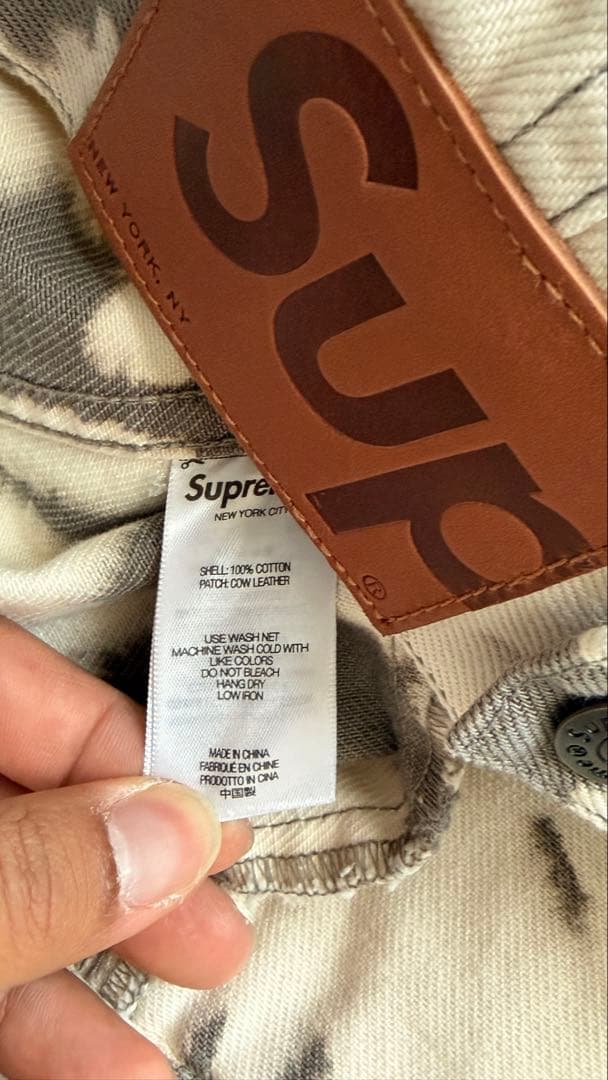 Sup
NEW YORK. NY
®
Supre
NEW YORK CITY
SHELL: 100% COTTON
PATCH: COW LEATHER
USE WASH NET
MACHINE WASH COLD WITH
LIKE COLORS
DO NOT BLEACH
HANG DRY
LOW IRON
MADE IN CHINA
FABRIQUÉ EN CHINE
PRODOTTO IN CINA
中国製